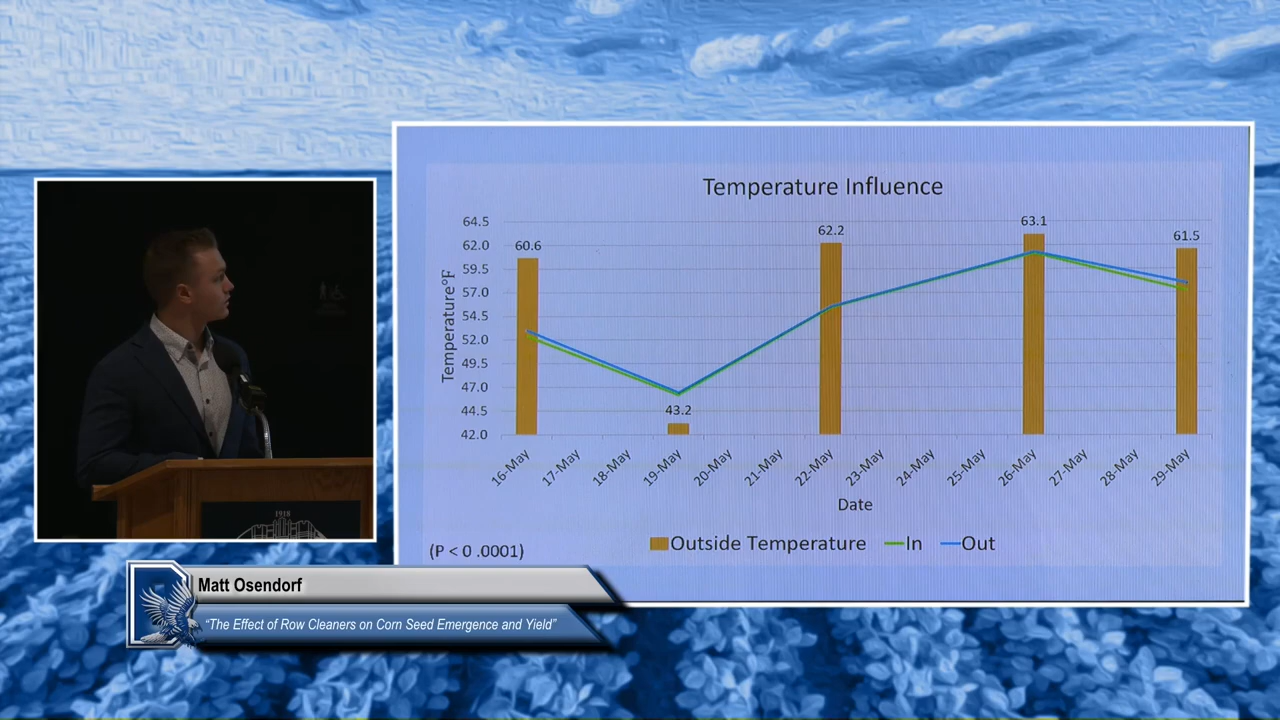 Temperature Influence
64.5
62.0
59.5
57.0
54.5
52.0
49.5
47.0
44.5
42.0
Temperature°F
60.6
43.2
62.2
63.1
61.5
16-May
17-May
18-May
19-May
20-May
21-May
22-May
23-May
24-May
25-May
26-May
27-May
28-May
29-May
Date
Outside Temperature In Out
(P < 0 .0001)
1918
Matt Osendorf
“The Effect of Row Cleaners on Corn Seed Emergence and Yield”